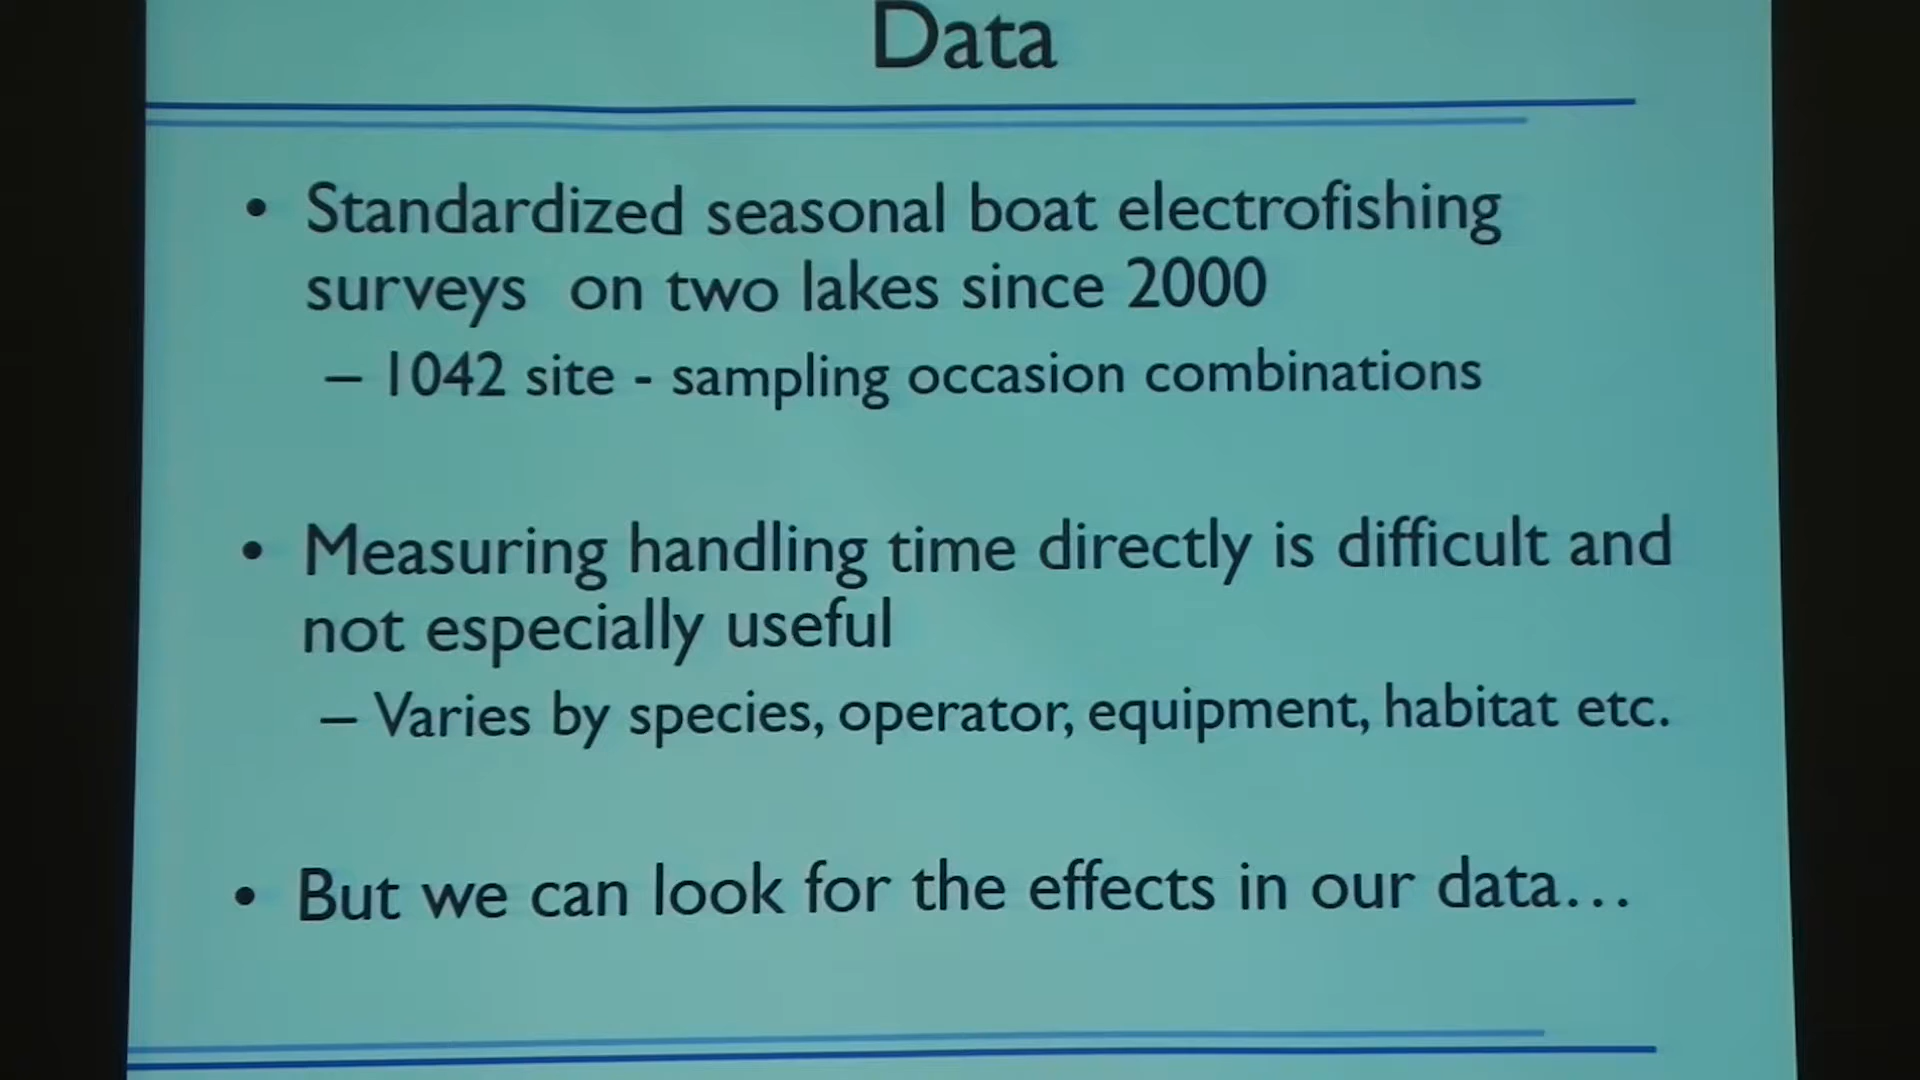 Data
• Standardized seasonal boat electrofishing
surveys on two lakes since 2000
– 1042 site - sampling occasion combinations
• Measuring handling time directly is difficult and
not especially useful
– Varies by species, operator, equipment, habitat etc.
• But we can look for the effects in our data...